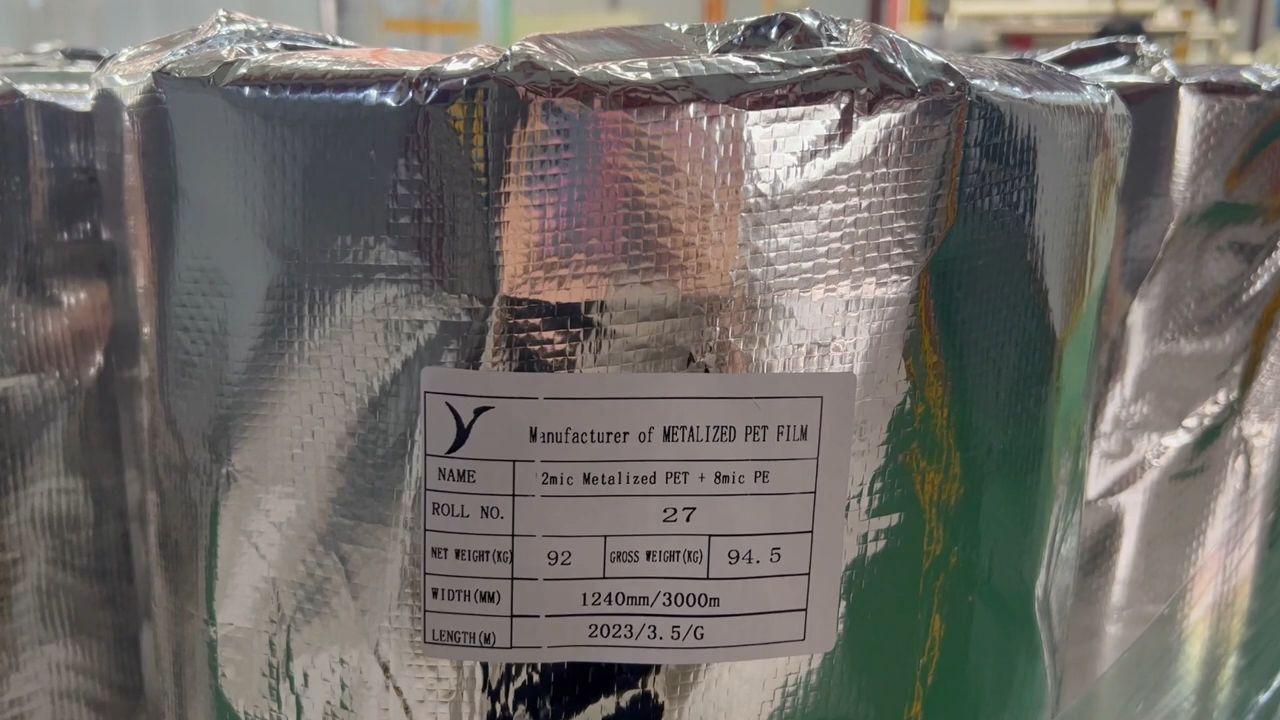 Manufacturer of METALIZED PET FILM
NAME 2mic Metalized PET + 8mic PE
ROLL NO. 27
NET WEIGHT(KG) 92 GROSS WEIGHT(KG) 94.5
WIDTH(MM) 1240mm/3000m
LENGTH(M) 2023/3.5/G